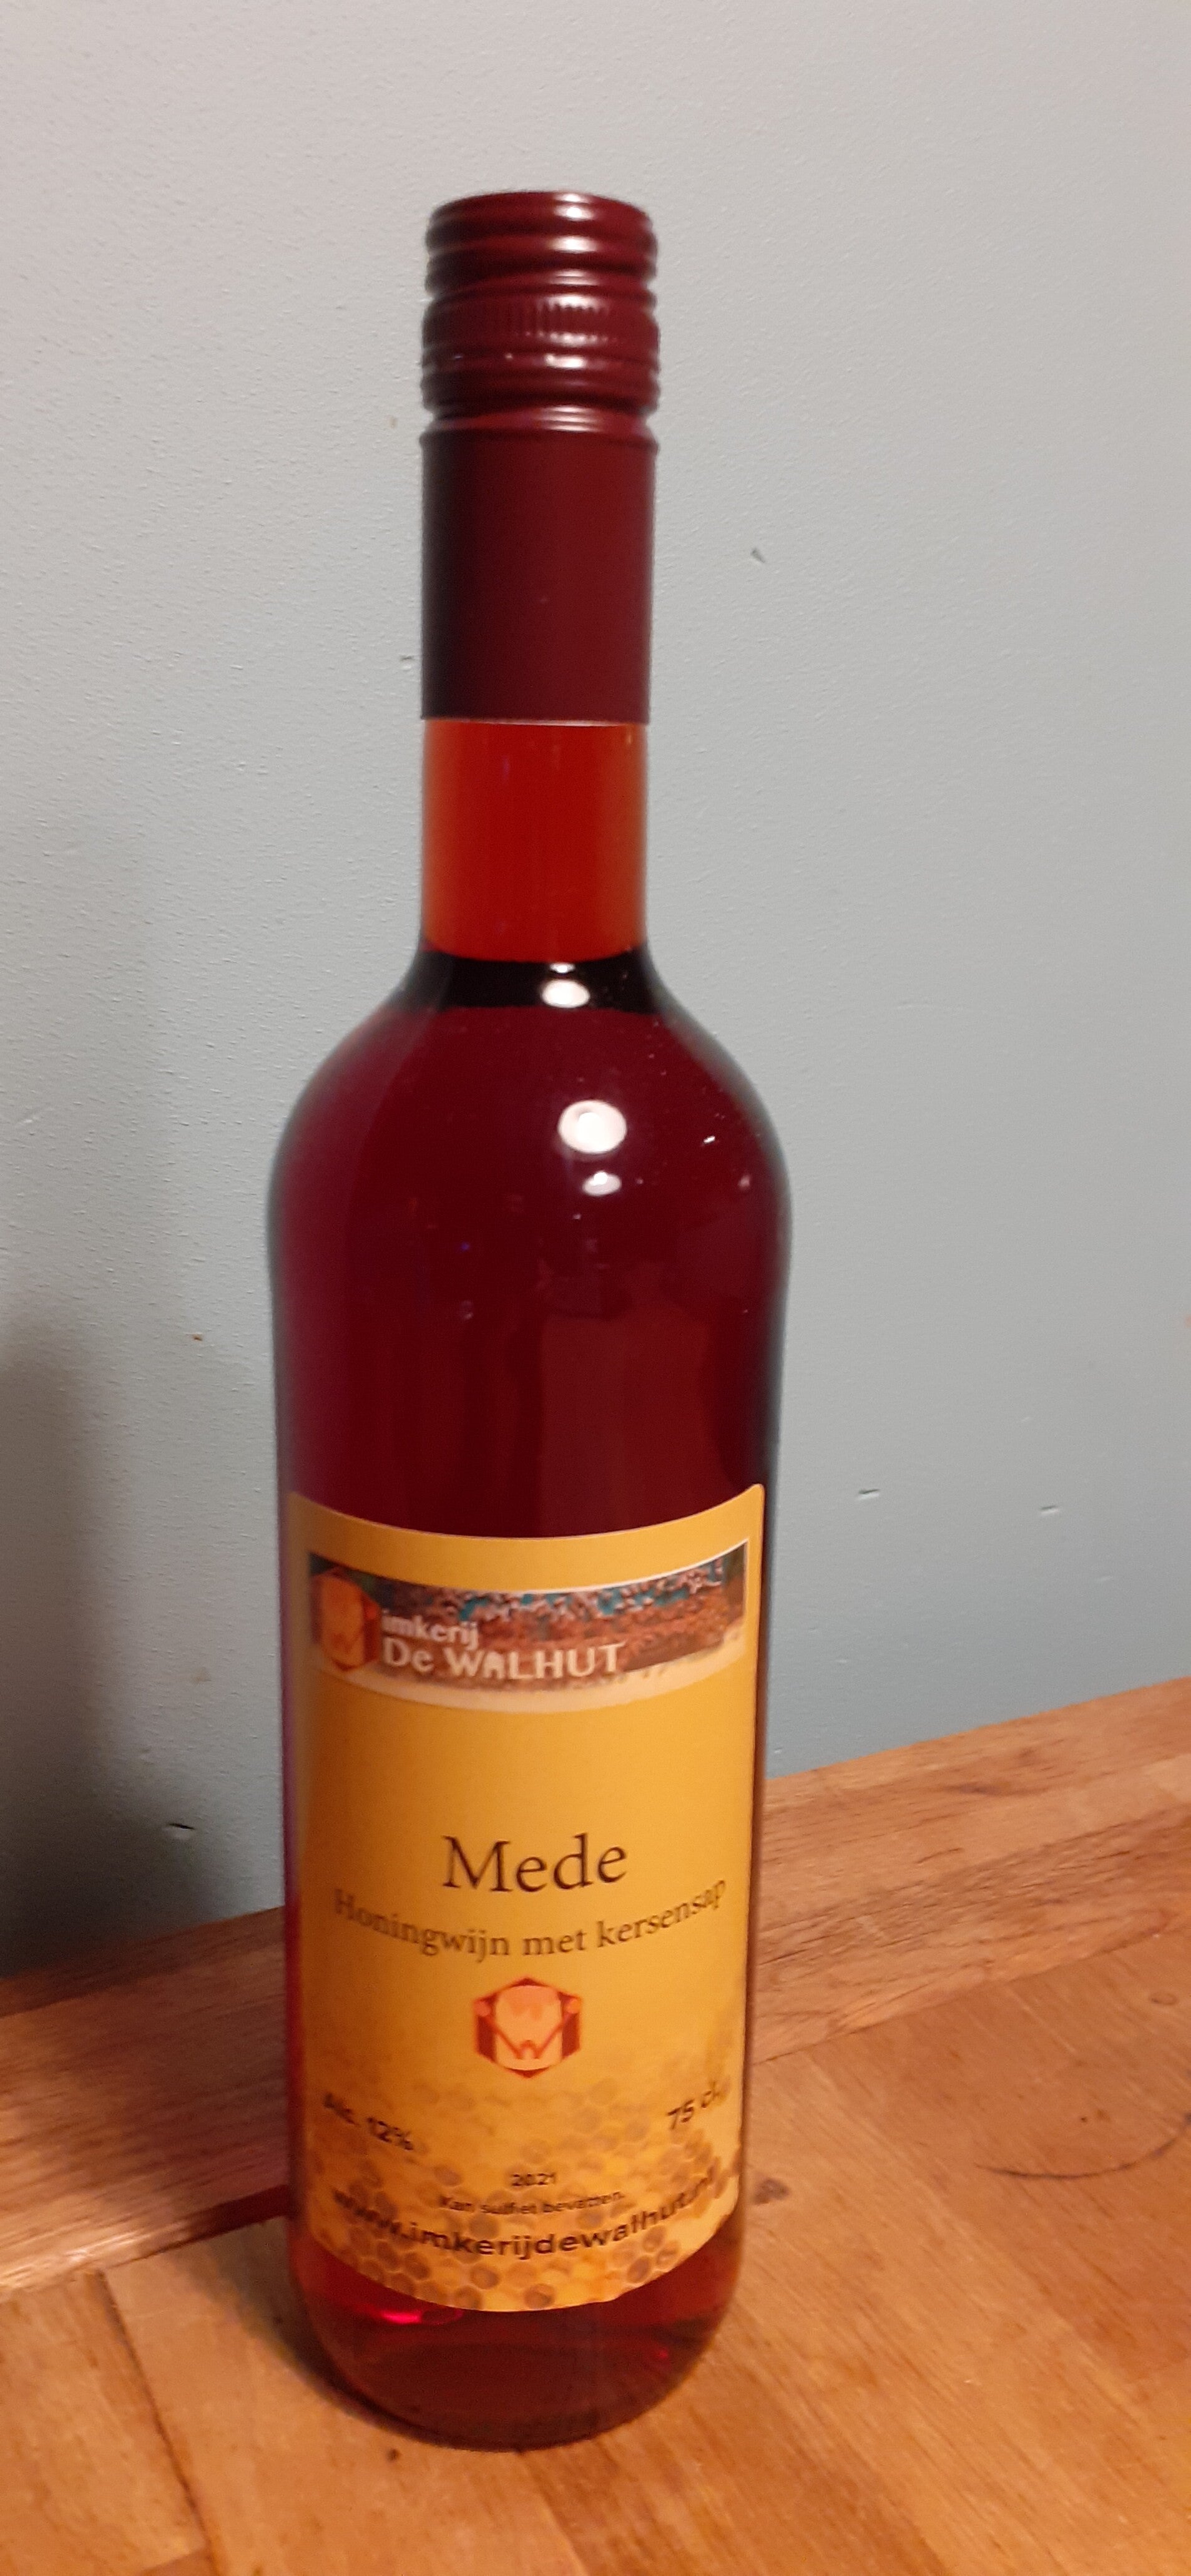 imkerij
De WALHUT
Mede
Honingwijn met kersensap
Alc. 12%
75 cl.
2021
Kan sulfiet bevatten.
www.imkerijdewalhut.nl